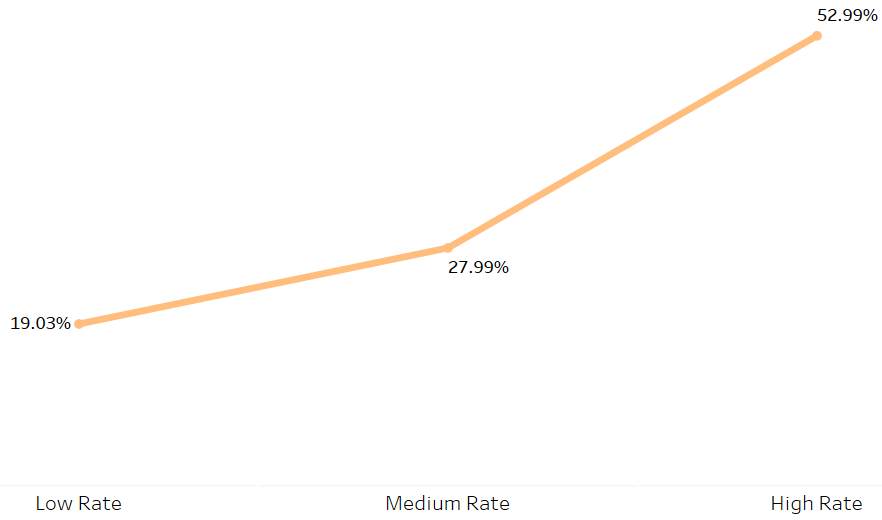 52.99%
27.99%
19.03%
Low Rate
Medium Rate
High Rate